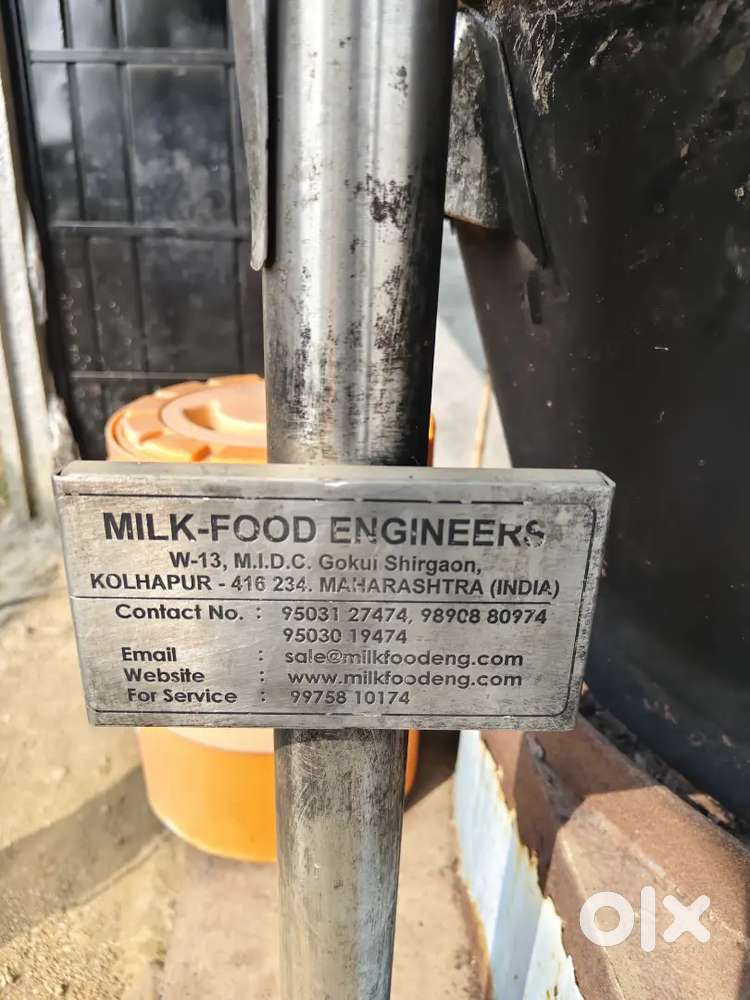 MILK-FOOD ENGINEERS
W-13, M.I.D.C. Gokul Shirgaon,
KOLHAPUR - 416 234. MAHARASHTRA (INDIA)
Contact No. : 95031 27474, 98908 80974
95030 19474
Email : sale@milkfoodeng.com
Website : www.milkfoodeng.com
For Service : 99758 10174
olx